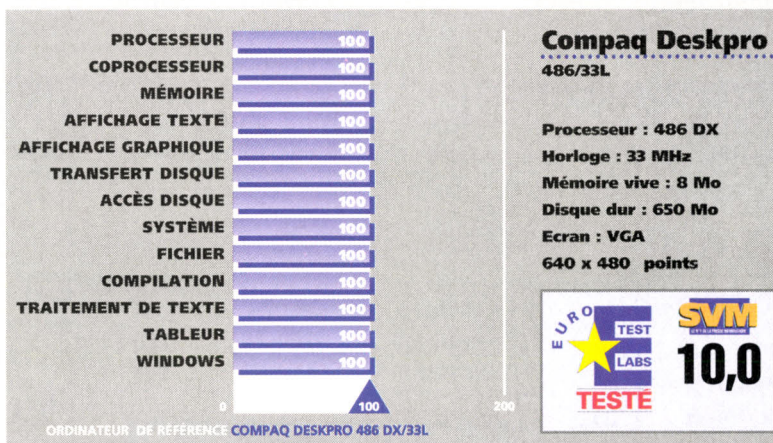 PROCESSEUR 100
COPROCESSEUR 100
MÉMOIRE 100
AFFICHAGE TEXTE 100
AFFICHAGE GRAPHIQUE 100
TRANSFERT DISQUE 100
ACCÈS DISQUE 100
SYSTÈME 100
FICHIER 100
COMPILATION 100
TRAITEMENT DE TEXTE 100
TABLEUR 100
WINDOWS 100
0 100 200
ORDINATEUR DE RÉFÉRENCE COMPAQ DESKPRO 486 DX/33L
Compaq Deskpro
486/33L
Processeur : 486 DX
Horloge : 33 MHz
Mémoire vive : 8 Mo
Disque dur : 650 Mo
Ecran : VGA
640 x 480 points
EURO
TEST
LABS
TESTÉ
SVM
10,0